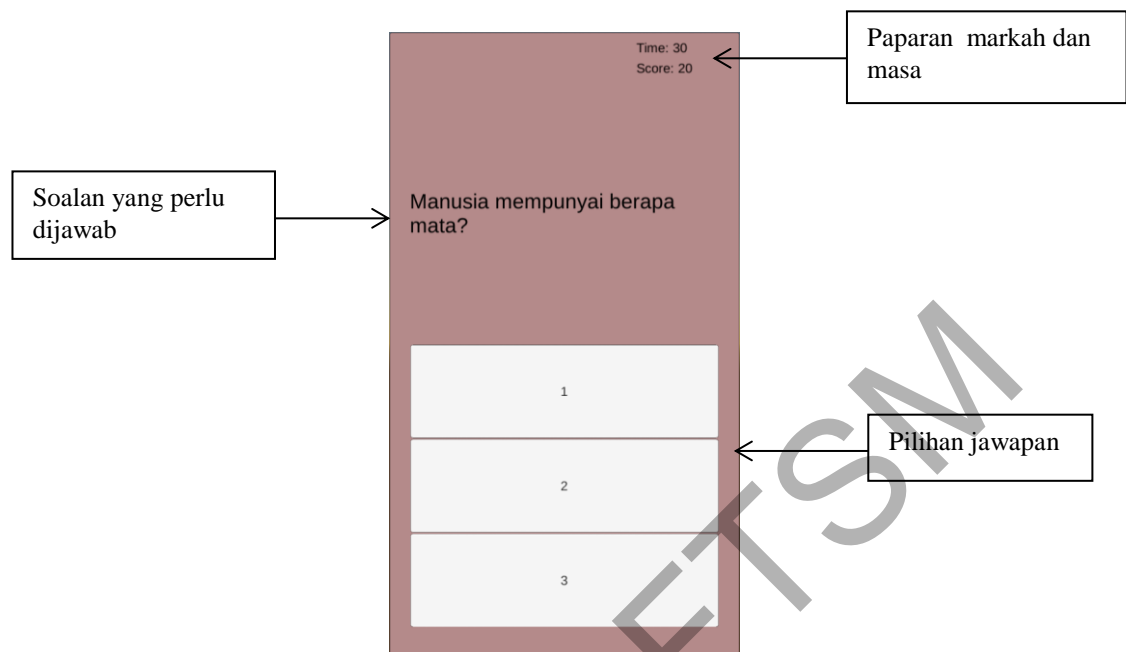 Time: 30
Score: 20
Paparan markah dan
masa
Soalan yang perlu
dijawab
Manusia mempunyai berapa
mata?
1
2
3
Pilihan jawapan
ETSM